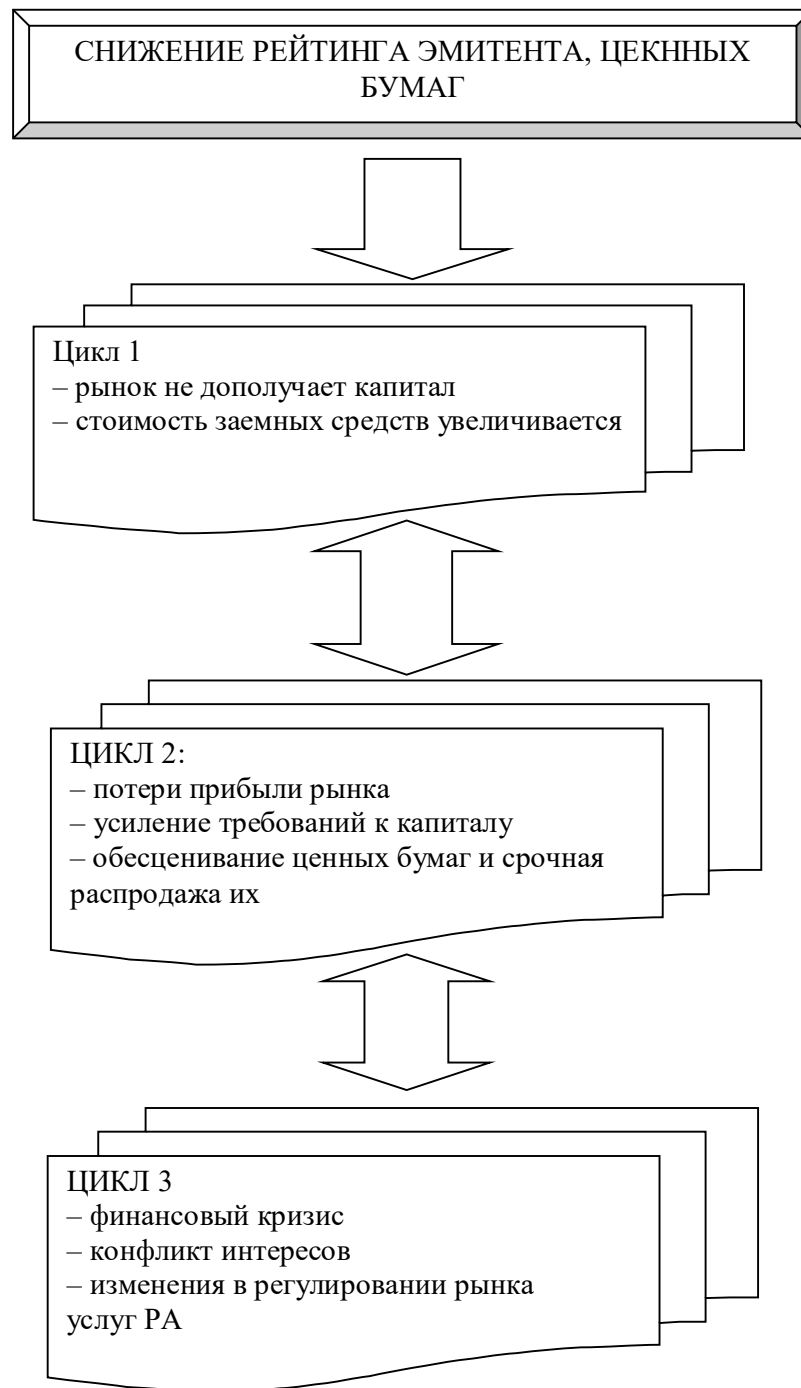 СНИЖЕНИЕ РЕЙТИНГА ЭМИТЕНТА, ЦЕКННЫХ
БУМАГ
Цикл 1
– рынок не дополучает капитал
– стоимость заемных средств увеличивается
ЦИКЛ 2:
– потери прибыли рынка
– усиление требований к капиталу
– обесценивание ценных бумаг и срочная
распродажа их
ЦИКЛ 3
– финансовый кризис
– конфликт интересов
– изменения в регулировании рынка
услуг РА